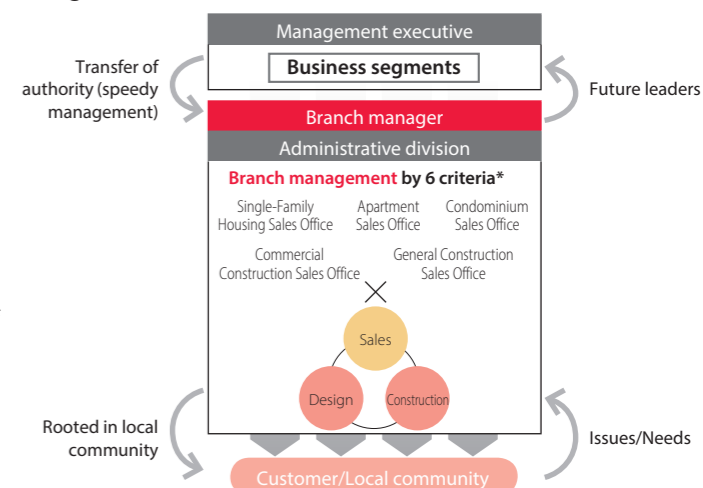 Management executive
Business segments
Transfer of
authority (speedy
management)
Future leaders
Branch manager
Administrative division
Branch management by 6 criteria*
Single-Family
Housing Sales Office
Apartment
Sales Office
Condominium
Sales Office
Commercial
Construction Sales Office
General Construction
Sales Office
Sales
Design
Construction
Rooted in local
community
Issues/Needs
Customer/Local community